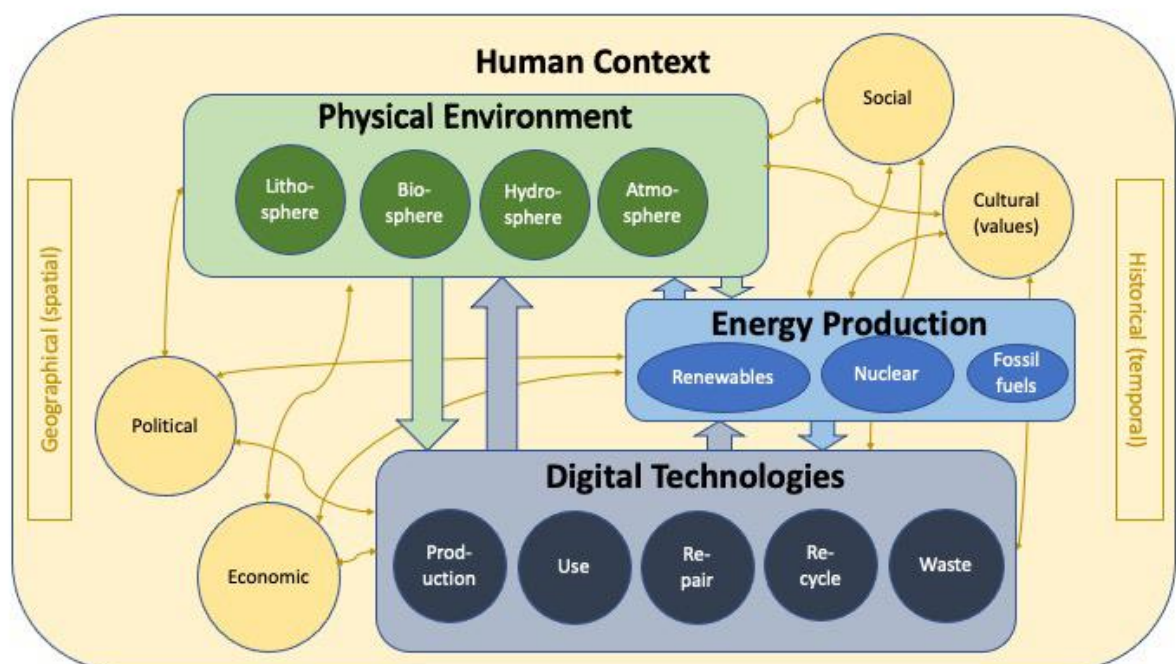 Human Context
Physical Environment
Litho-
sphere
Bio-
sphere
Hydro-
sphere
Atmo-
sphere
Social
Cultural
(values)
Geographical (spatial)
Historical (temporal)
Energy Production
Renewables
Nuclear
Fossil
fuels
Political
Economic
Digital Technologies
Prod-
uction
Use
Re-
pair
Re-
cycle
Waste